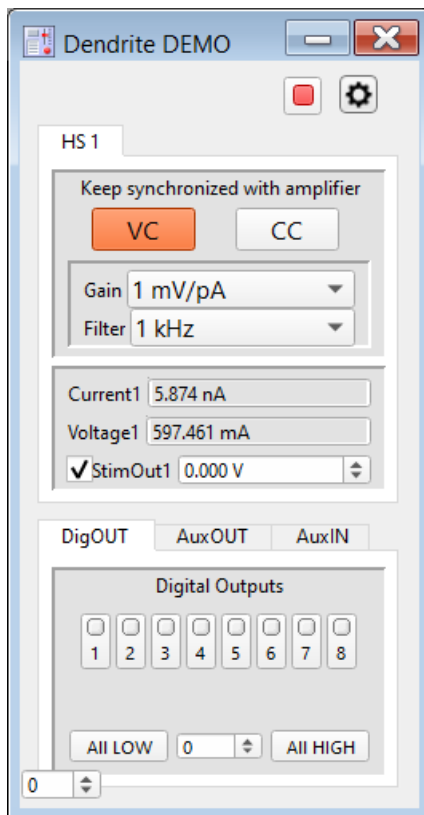 Dendrite DEMO
HS 1
Keep synchronized with amplifier
VC CC
Gain 1 mV/pA
Filter 1 kHz
Current1 5.874 nA
Voltage1 597.461 mA
StimOut1 0.000 V
DigOUT AuxOUT AuxIN
Digital Outputs
1 2 3 4 5 6 7 8
All LOW 0 All HIGH
0